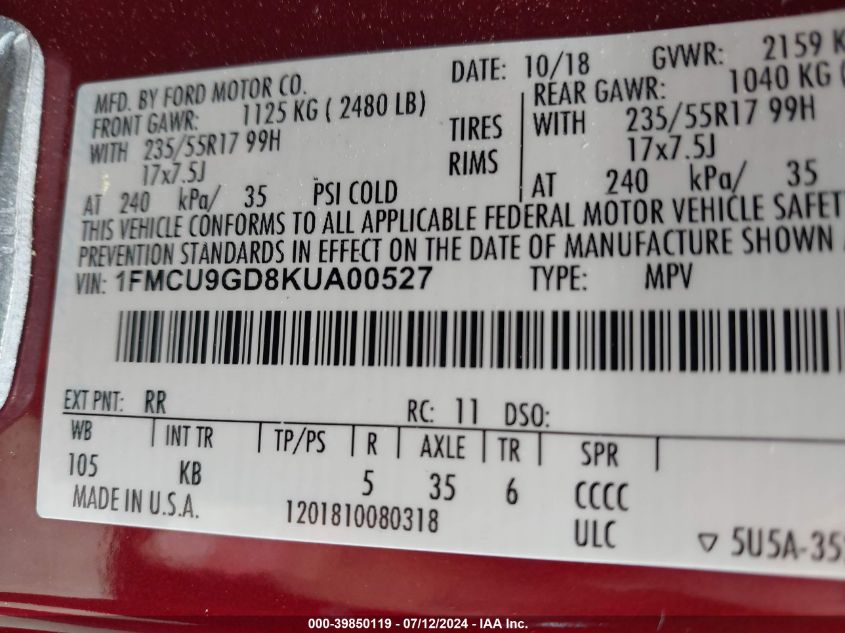 MFD. BY FORD MOTOR CO. DATE: 10/18 GVWR: 2159 K
FRONT GAWR: 1125 KG ( 2480 LB) REAR GAWR: 1040 KG (
WITH 235/55R17 99H TIRES WITH 235/55R17 99H
17x7.5J RIMS 17x7.5J
AT 240 kPa/ 35 PSI COLD AT 240 kPa/ 35
THIS VEHICLE CONFORMS TO ALL APPLICABLE FEDERAL MOTOR VEHICLE SAFET
PREVENTION STANDARDS IN EFFECT ON THE DATE OF MANUFACTURE SHOWN
VIN: 1FMCU9GD8KUA00527 TYPE: MPV
EXT PNT: RR RC: 11 DSO:
WB INT TR TP/PS R AXLE TR SPR
105 KB 5 35 6 CCCC
MADE IN U.S.A. 1201810080318 ULC
▽ 5U5A-35
000-39850119 - 07/12/2024 - IAA Inc.